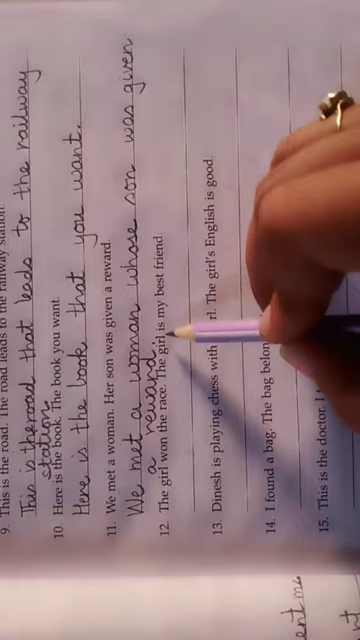 9. This is the road. The road leads to the railway station.
This is the road that leads to the railway
station.
10. Here is the book. The book you want.
Here is the book that you want.
11. We met a woman. Her son was given a reward.
We met a woman whose son was given
a reward.
12. The girl won the race. The girl is my best friend.
13. Dinesh is playing chess with rl. The girl's English is good.
14. I found a bag. The bag belon
15. This is the doctor. I
ent ms
nt